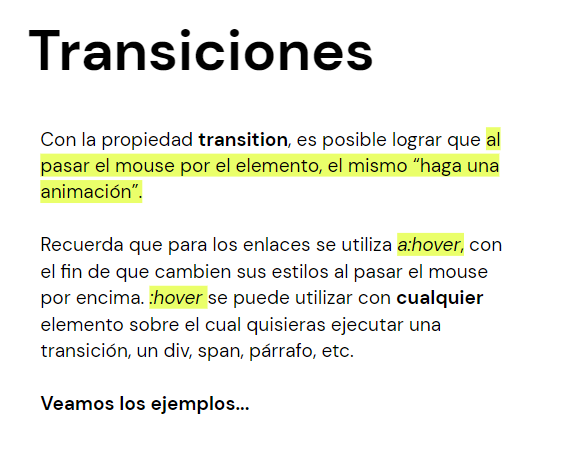 Transiciones
Con la propiedad transition, es posible lograr que al
pasar el mouse por el elemento, el mismo “haga una
animación”.
Recuerda que para los enlaces se utiliza a:hover, con
el fin de que cambien sus estilos al pasar el mouse
por encima. :hover se puede utilizar con cualquier
elemento sobre el cual quisieras ejecutar una
transición, un div, span, párrafo, etc.
Veamos los ejemplos...